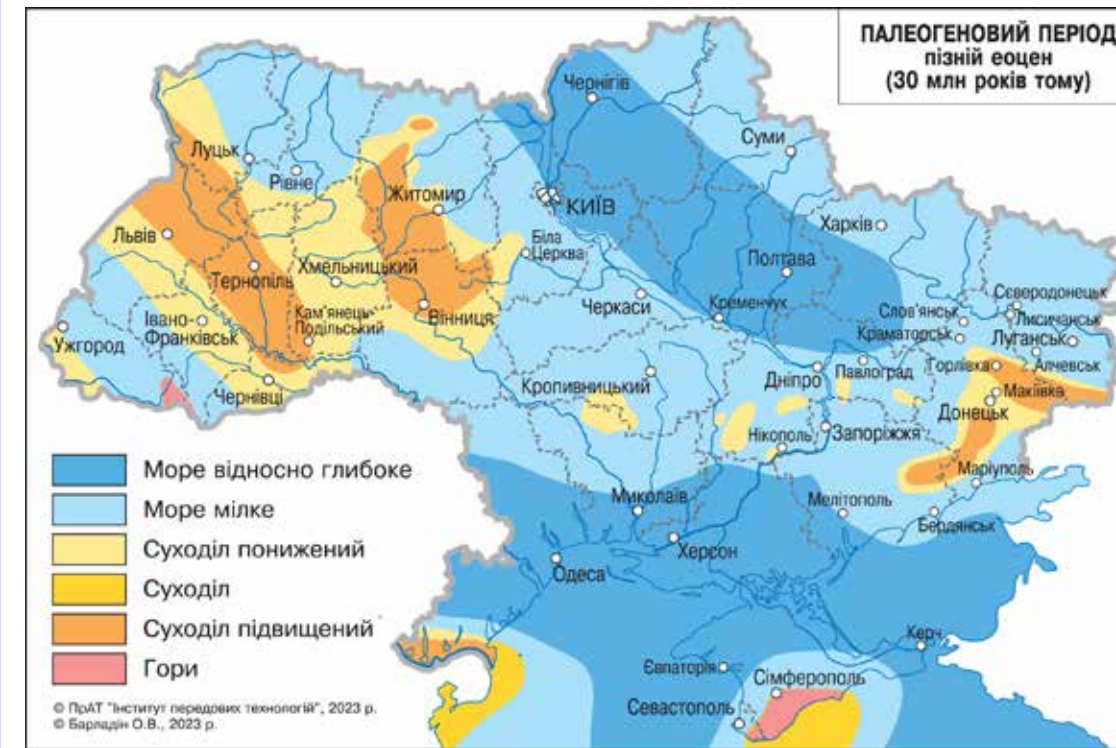 ПАЛЕОГЕНОВИЙ ПЕРІОД
пізній еоцен
(30 млн років тому)
Чернігів
Суми
Луцьк
Рівне
Житомир
КИЇВ
Харків
Львів
Біла
Церква
Тернопіль
Хмельницький
Полтава
Черкаси
Кременчук
Сєвєродонецьк
Слов'янськ
Лисичанськ
Кам'янець-
Подільський
Вінниця
Івано-
Франківськ
Краматорськ
Луганськ
Ужгород
Чернівці
Кропивницький
Дніпро
Павлоград
Горлівка
Алчевськ
Макіївка
Донецьк
Нікополь
Запоріжжя
Маріуполь
Миколаїв
Мелітополь
Бердянськ
Херсон
Одеса
Керч
Євпаторія
Сімферополь
Севастополь
Море відносно глибоке
Море мілке
Суходіл понижений
Суходіл
Суходіл підвищений
Гори
© ПрАТ "Інститут передових технологій", 2023 р.
© Барладін О.В., 2023 р.